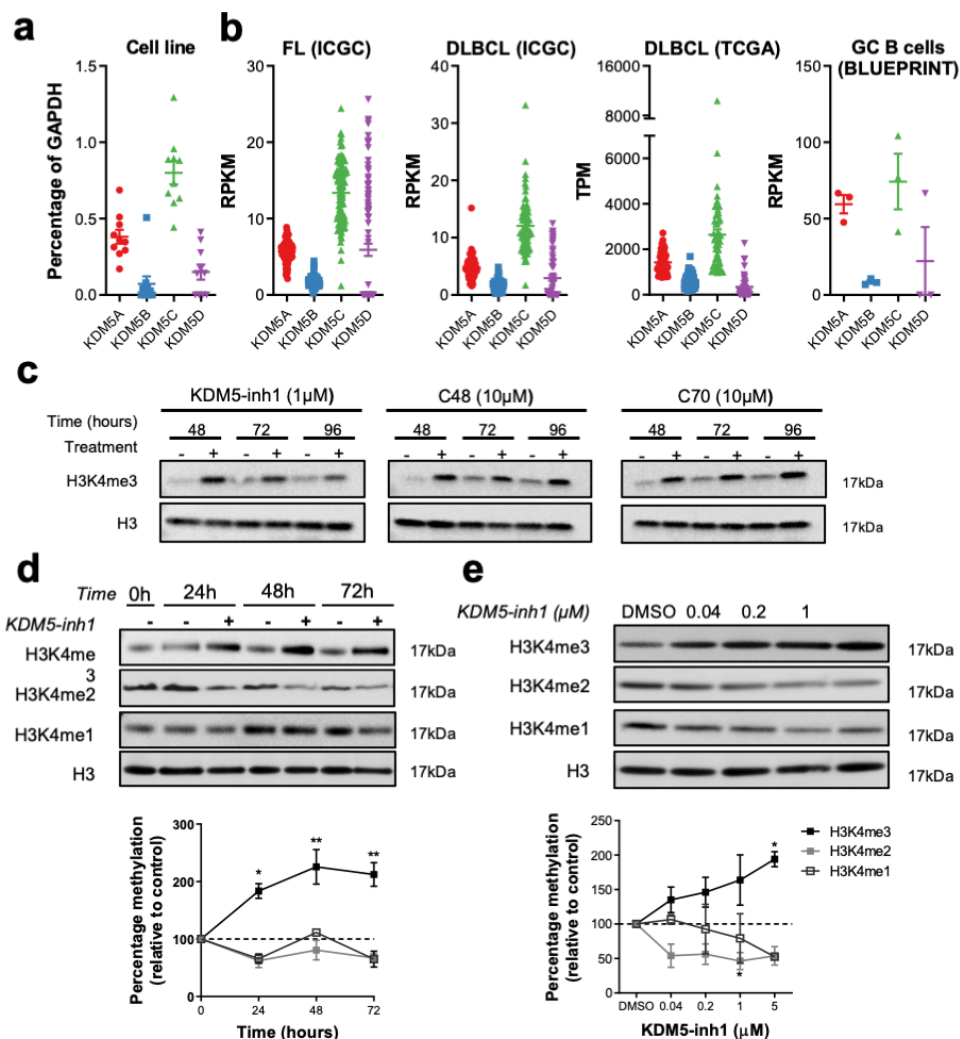 a
b
Cell line
FL (ICGC)
DLBCL (ICGC)
DLBCL (TCGA)
GC B cells
(BLUEPRINT)
Percentage of GAPDH
1.5
1.0
0.5
0.0
KDM5A
KDM5B
KDM5C
KDM5D
RPKM
30
20
10
0
KDM5A
KDM5B
KDM5C
KDM5D
RPKM
40
30
20
10
0
KDM5A
KDM5B
KDM5C
KDM5D
TPM
16000
8000
6000
4000
2000
0
KDM5A
KDM5B
KDM5C
KDM5D
RPKM
150
100
50
0
KDM5A
KDM5B
KDM5C
KDM5D
c
KDM5-inh1 (1μM) C48 (10μM) C70 (10μM)
Time (hours)
48 72 96 48 72 96 48 72 96
Treatment
- + - + - + - + - + - + - + - + - +
H3K4me3 17kDa
H3 17kDa
d
Time 0h 24h 48h 72h
KDM5-inh1 - - + - + - +
H3K4me
3
17kDa
H3K4me2 17kDa
H3K4me1 17kDa
H3 17kDa
Percentage methylation
(relative to control)
300
200
100
0
* ** **
0 24 48 72
Time (hours)
e
KDM5-inh1 (μM) DMSO 0.04 0.2 1
H3K4me3 17kDa
H3K4me2 17kDa
H3K4me1 17kDa
H3 17kDa
Percentage methylation
(relative to control)
250
200
150
100
50
0
*
*
H3K4me3
H3K4me2
H3K4me1
DMSO 0.04 0.2 1 5
KDM5-inh1 (μM)